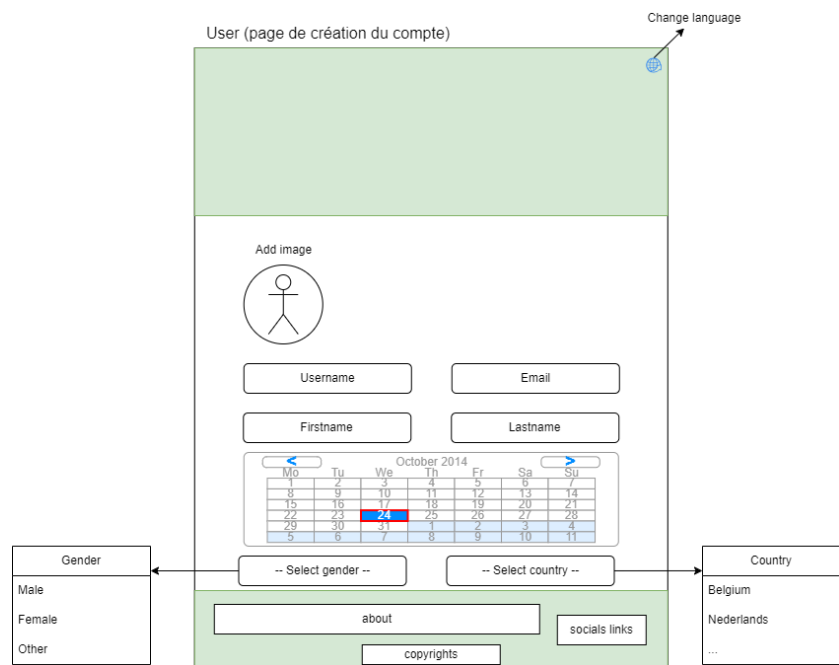 Change language
User (page de création du compte)
Add image
Username
Email
Firstname
Lastname
< October 2014 >
Mo Tu We Th Fr Sa Su
1 2 3 4 5 6 7
8 9 10 11 12 13 14
15 16 17 18 19 20 21
22 23 24 25 26 27 28
29 30 31 1 2 3 4
5 6 7 8 9 10 11
-- Select gender --
-- Select country --
Gender
Male
Female
Other
Country
Belgium
Nederlands
...
about
socials links
copyrights